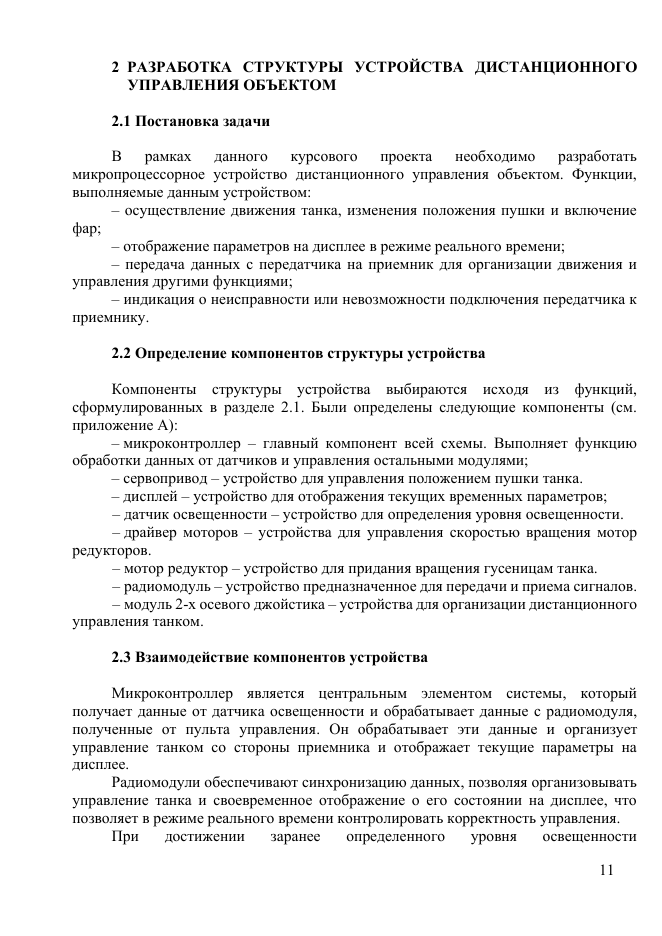 2 РАЗРАБОТКА СТРУКТУРЫ УСТРОЙСТВА ДИСТАНЦИОННОГО
УПРАВЛЕНИЯ ОБЪЕКТОМ
2.1 Постановка задачи
В рамках данного курсового проекта необходимо разработать
микропроцессорное устройство дистанционного управления объектом. Функции,
выполняемые данным устройством:
– осуществление движения танка, изменения положения пушки и включение
фар;
– отображение параметров на дисплее в режиме реального времени;
– передача данных с передатчика на приемник для организации движения и
управления другими функциями;
– индикация о неисправности или невозможности подключения передатчика к
приемнику.
2.2 Определение компонентов структуры устройства
Компоненты структуры устройства выбираются исходя из функций,
сформулированных в разделе 2.1. Были определены следующие компоненты (см.
приложение А):
– микроконтроллер – главный компонент всей схемы. Выполняет функцию
обработки данных от датчиков и управления остальными модулями;
– сервопривод – устройство для управления положением пушки танка.
– дисплей – устройство для отображения текущих временных параметров;
– датчик освещенности – устройство для определения уровня освещенности.
– драйвер моторов – устройства для управления скоростью вращения мотор
редукторов.
– мотор редуктор – устройство для придания вращения гусеницам танка.
– радиомодуль – устройство предназначенное для передачи и приема сигналов.
– модуль 2-х осевого джойстика – устройства для организации дистанционного
управления танком.
2.3 Взаимодействие компонентов устройства
Микроконтроллер является центральным элементом системы, который
получает данные от датчика освещенности и обрабатывает данные с радиомодуля,
полученные от пульта управления. Он обрабатывает эти данные и организует
управление танком со стороны приемника и отображает текущие параметры на
дисплее.
Радиомодули обеспечивают синхронизацию данных, позволяя организовывать
управление танка и своевременное отображение о его состоянии на дисплее, что
позволяет в режиме реального времени контролировать корректность управления.
При достижении заранее определенного уровня освещенности
11